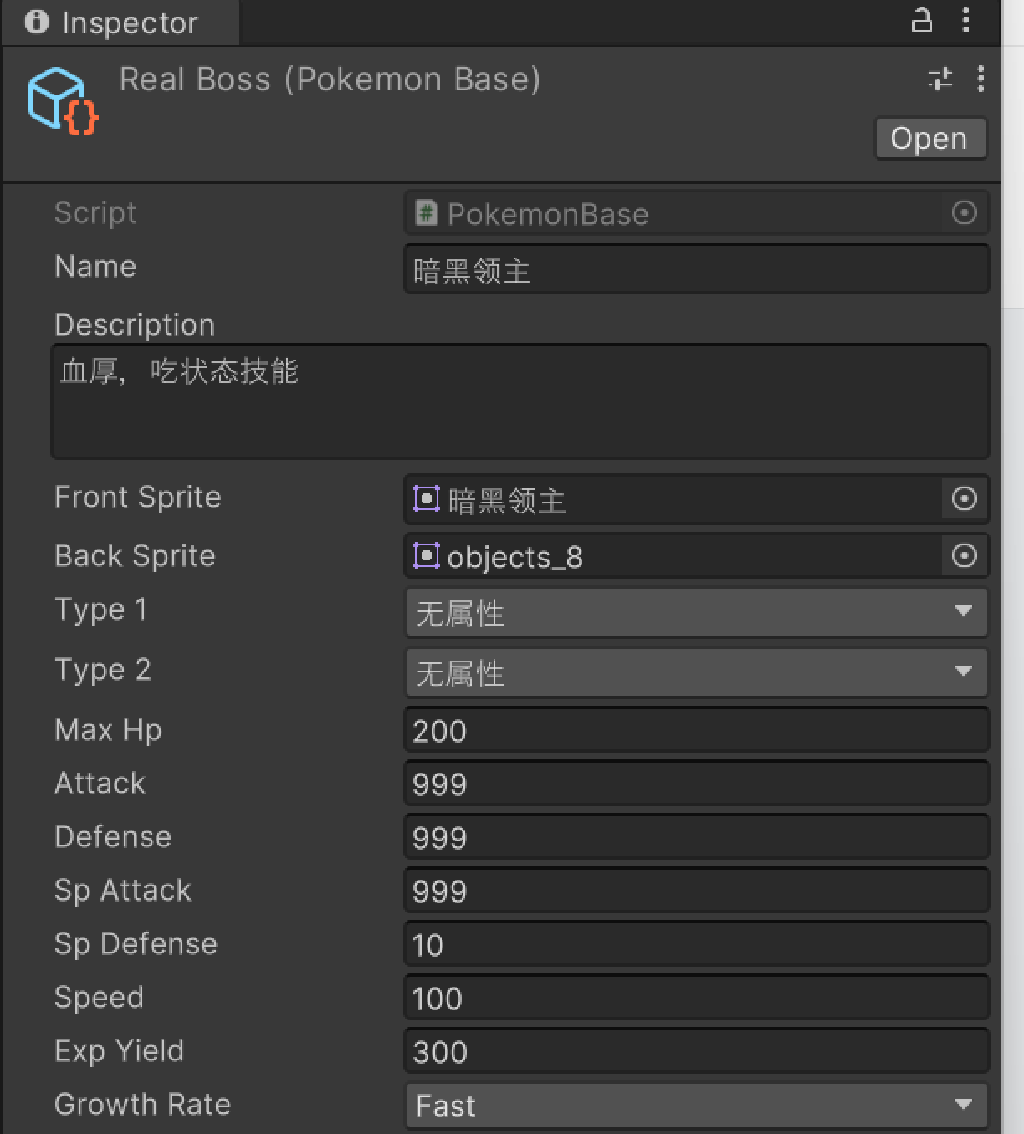 Inspector
Real Boss (Pokemon Base)
Open
Script
PokemonBase
Name
暗黑领主
Description
血厚，吃状态技能
Front Sprite
暗黑领主
Back Sprite
objects_8
Type 1
无属性
Type 2
无属性
Max Hp
200
Attack
999
Defense
999
Sp Attack
999
Sp Defense
10
Speed
100
Exp Yield
300
Growth Rate
Fast